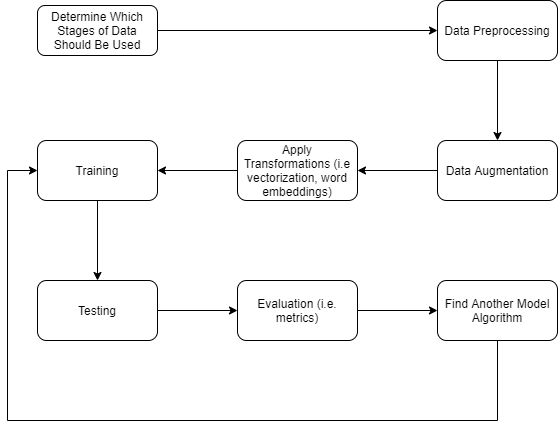 Determine Which
Stages of Data
Should Be Used
Data Preprocessing
Training
Apply
Transformations (i.e
vectorization, word
embeddings)
Data Augmentation
Testing
Evaluation (i.e.
metrics)
Find Another Model
Algorithm